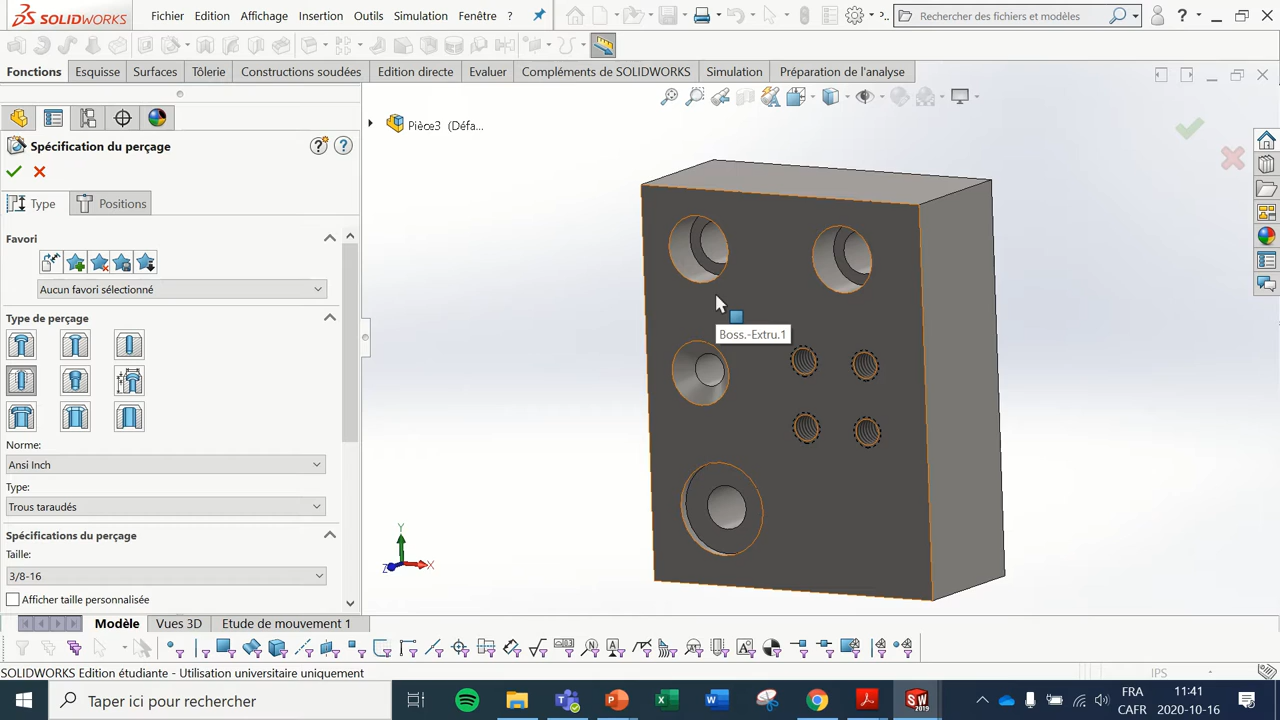 SOLIDWORKS
Fichier Edition Affichage Insertion Outils Simulation Fenêtre ?
Rechercher des fichiers et modèles
?
Fonctions Esquisse Surfaces Tôlerie Constructions soudées Edition directe Evaluer Compléments de SOLIDWORKS Simulation Préparation de l'analyse
Pièce3 (Défa...
Spécification du perçage
Type Positions
Favori
Aucun favori sélectionné
Type de perçage
Boss.-Extru.1
Norme:
Ansi Inch
Type:
Trous taraudés
Spécifications du perçage
Taille:
3/8-16
Afficher taille personnalisée
Y
X
Z
Modèle Vues 3D Etude de mouvement 1
SOLIDWORKS Edition étudiante - Utilisation universitaire uniquement
IPS
Taper ici pour rechercher
SW
2019
FRA
CAFR
11:41
2020-10-16